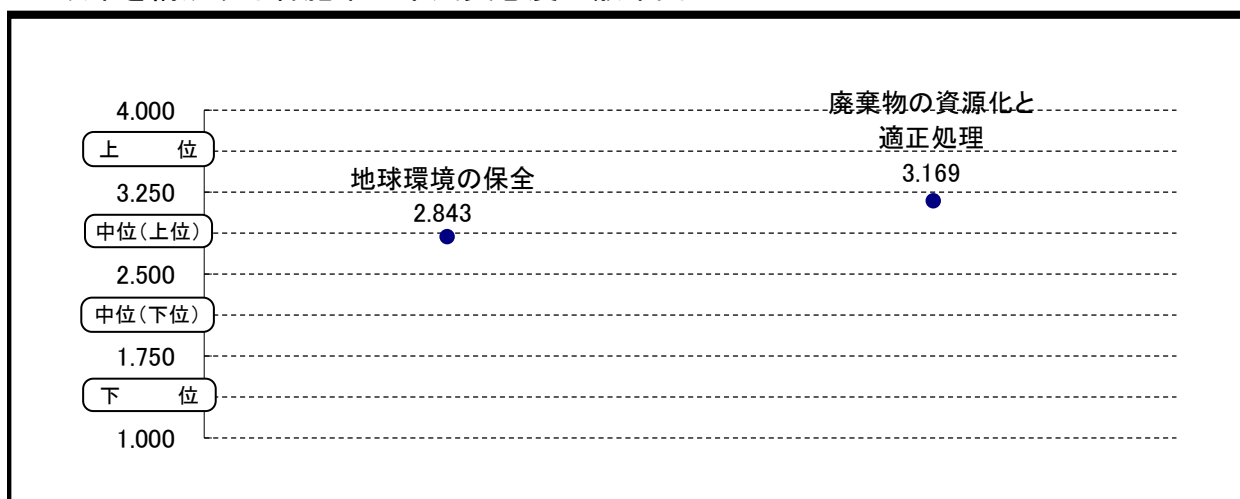 4.000
上 位
3.250
中位(上位)
2.500
中位(下位)
1.750
下 位
1.000
地球環境の保全
2.843
廃棄物の資源化と
適正処理
3.169